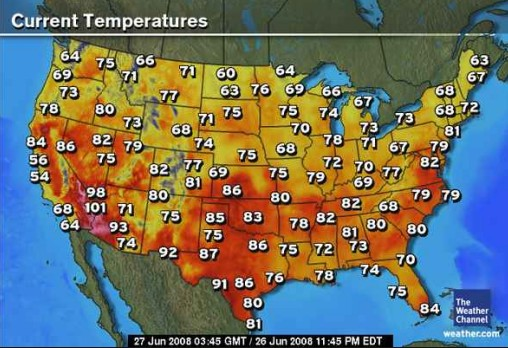 Current Temperatures
64 75 66 71 60 64 63
69 71 63 76 69 66 67
73 77 67 68
78 80 73 71 75 75 74 73 68 72
84 86 82 79 68 74 70 73 81
56 75 75 68 78 71 67 79
54 82 77 69 75 79 72 70 77 82
98 81 86 80 69
68 101 71 80 82 79 79
64 93 75 85 83 78 82 68 80
74 75 81 80
92 87 86 75 72 73
91 86 76 78 74 70
80 75
81 84
The Weather Channel
weather.com
27 Jun 2008 03:45 GMT / 26 Jun 2008 11:45 PM EDT